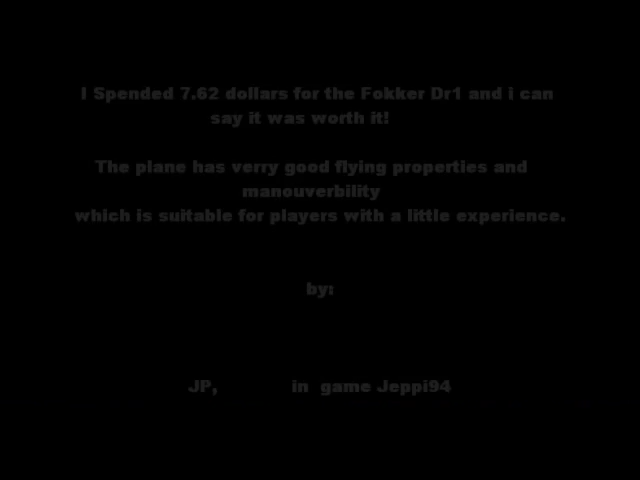 I Spended 7.62 dollars for the Fokker Dr1 and i can
say it was worth it!
The plane has verry good flying properties and
manouverbility
which is suitable for players with a little experience.
by:
JP, in game Jeppi94